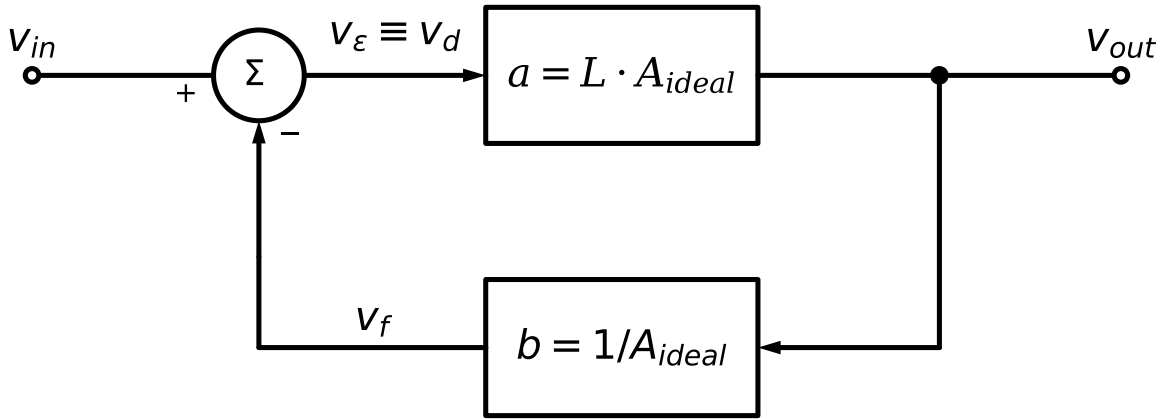 v_in
v_ε ≡ v_d
v_out
+
Σ
a = L · A_ideal
−
v_f
b = 1/A_ideal